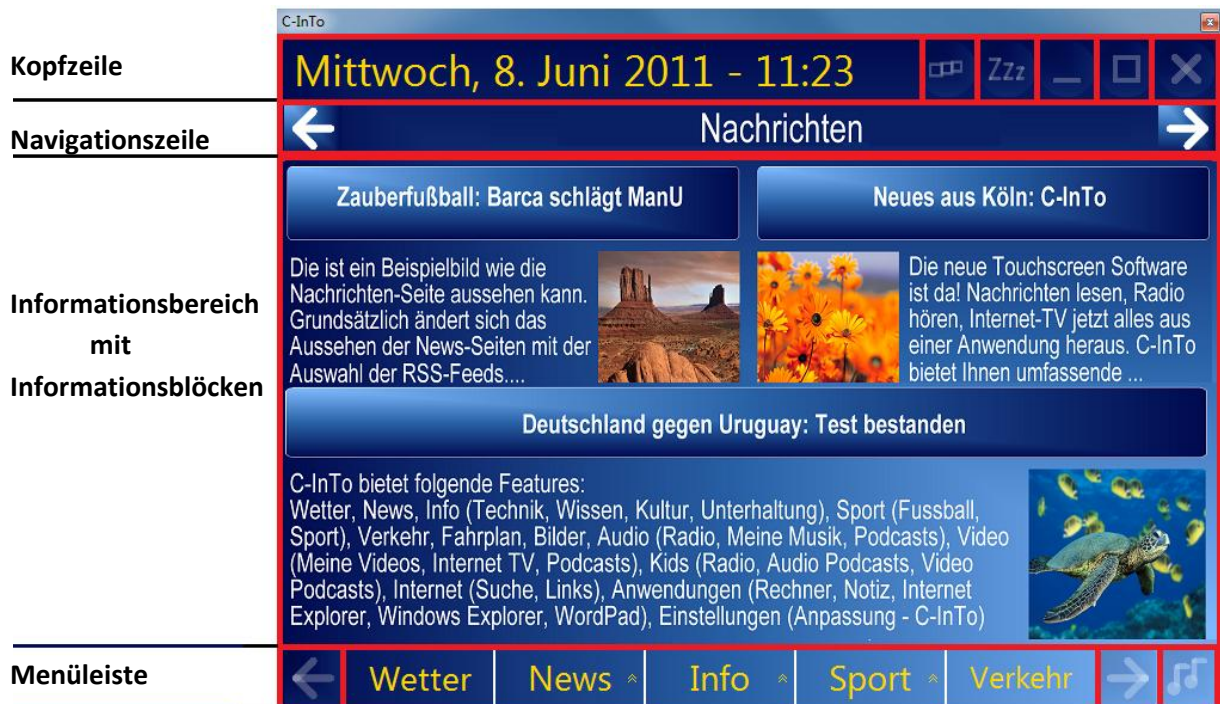 C-InTo
Kopfzeile
Mittwoch, 8. Juni 2011 - 11:23
ZZz
Navigationszeile
Nachrichten
Zauberfußball: Barca schlägt ManU
Neues aus Köln: C-InTo
Informationsbereich
mit
Informationsblöcken
Die ist ein Beispielbild wie die
Nachrichten-Seite aussehen kann.
Grundsätzlich ändert sich das
Aussehen der News-Seiten mit der
Auswahl der RSS-Feeds....
Die neue Touchscreen Software
ist da! Nachrichten lesen, Radio
hören, Internet-TV jetzt alles aus
einer Anwendung heraus. C-InTo
bietet Ihnen umfassende ...
Deutschland gegen Uruguay: Test bestanden
C-InTo bietet folgende Features:
Wetter, News, Info (Technik, Wissen, Kultur, Unterhaltung), Sport (Fussball,
Sport), Verkehr, Fahrplan, Bilder, Audio (Radio, Meine Musik, Podcasts), Video
(Meine Videos, Internet TV, Podcasts), Kids (Radio, Audio Podcasts, Video
Podcasts), Internet (Suche, Links), Anwendungen (Rechner, Notiz, Internet
Explorer, Windows Explorer, WordPad), Einstellungen (Anpassung - C-InTo)
Menüleiste
Wetter
News
Info
Sport
Verkehr